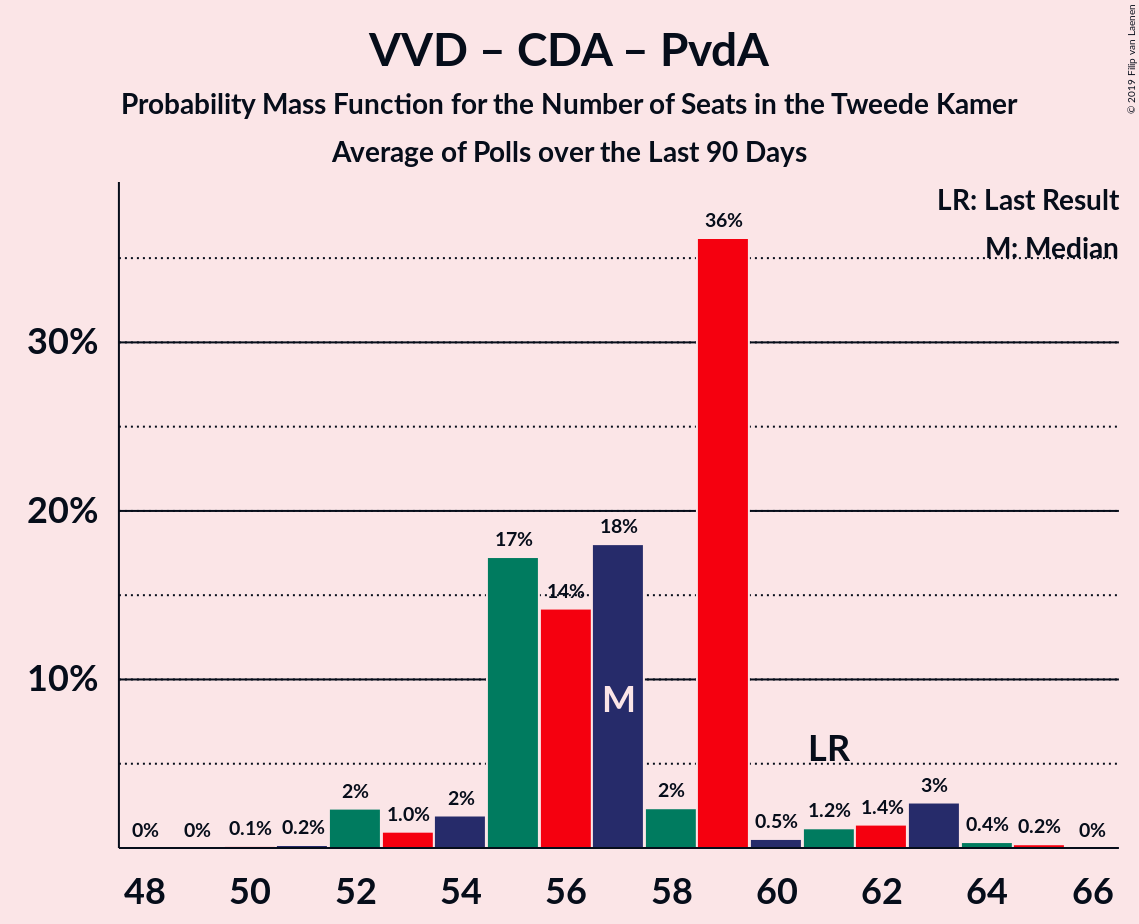 VVD – CDA – PvdA
Probability Mass Function for the Number of Seats in the Tweede Kamer
Average of Polls over the Last 90 Days
© 2019 Filip van Laenen
LR: Last Result
M: Median
36%
30%
20%
18%
17%
14%
10%
M
LR
0% 0% 0.1% 0.2% 2% 1.0% 2% 2% 0.5% 1.2% 1.4% 3% 0.4% 0.2% 0%
48 50 52 54 56 58 60 62 64 66